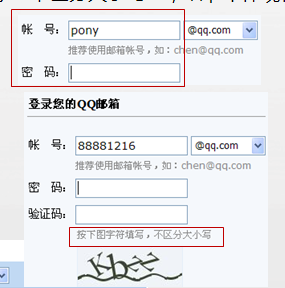 帐 号： pony @qq.com
推荐使用邮箱帐号，如：chen@qq.com
密 码：
登录您的QQ邮箱
帐 号： 88881216 @qq.com
推荐使用邮箱帐号，如：chen@qq.com
密 码：
验证码：
按下图字符填写，不区分大小写